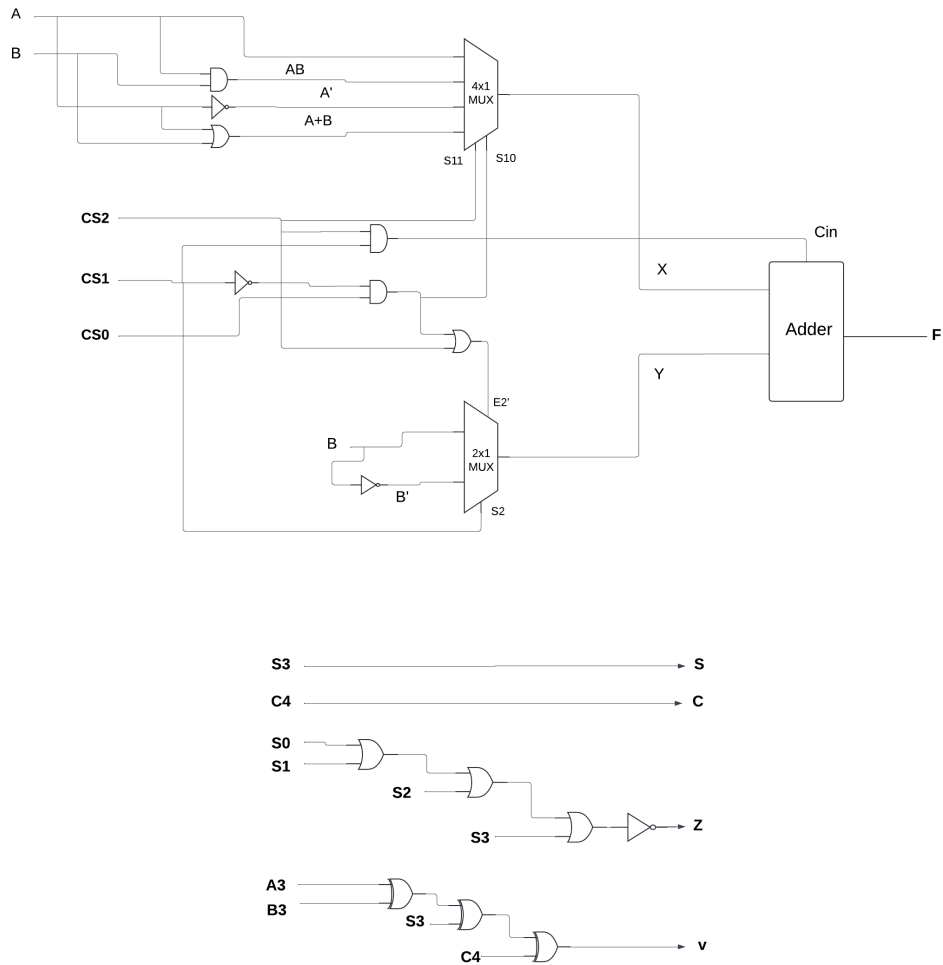 A
B
AB
A'
A+B
4x1
MUX
S11
S10
CS2
CS1
CS0
Cin
X
Y
Adder
F
E2'
B
B'
2x1
MUX
S2
S3
S
C4
C
S0
S1
S2
S3
Z
A3
B3
S3
C4
v